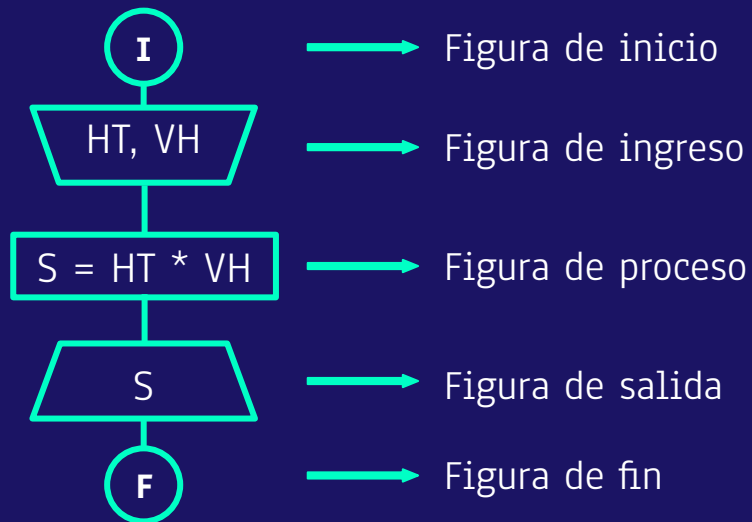 I
Figura de inicio
HT, VH
Figura de ingreso
S = HT * VH
Figura de proceso
S
Figura de salida
F
Figura de fin